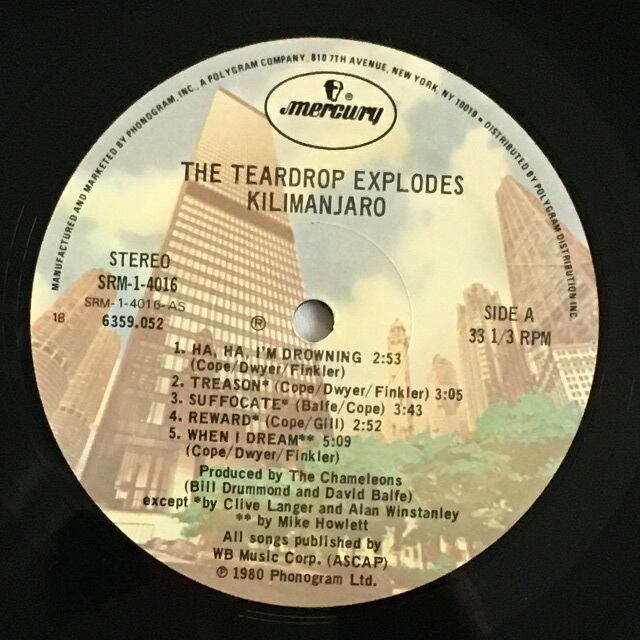 MANUFACTURED AND MARKETED BY PHONOGRAM, INC., A POLYGRAM COMPANY, 810 7TH AVENUE, NEW YORK, NY 10019 • DISTRIBUTED BY POLYGRAM DISTRIBUTION INC.
mercury ®
THE TEARDROP EXPLODES
KILIMANJARO
STEREO
SRM-1-4016
SRM-1-4016-AS
18 6359.052
℗
SIDE A
33 1/3 RPM
1. HA, HA, I'M DROWNING 2:53
(Cope/Dwyer/Finkler)
2. TREASON* (Cope/Dwyer/Finkler) 3:05
3. SUFFOCATE* (Balfe/Cope) 3:43
4. REWARD* (Cope/Gill) 2:52
5. WHEN I DREAM** 5:09
(Cope/Dwyer/Finkler)
Produced by The Chameleons
(Bill Drummond and David Balfe)
except *by Clive Langer and Alan Winstanley
** by Mike Howlett
All songs published by
WB Music Corp. (ASCAP)
℗ 1980 Phonogram Ltd.